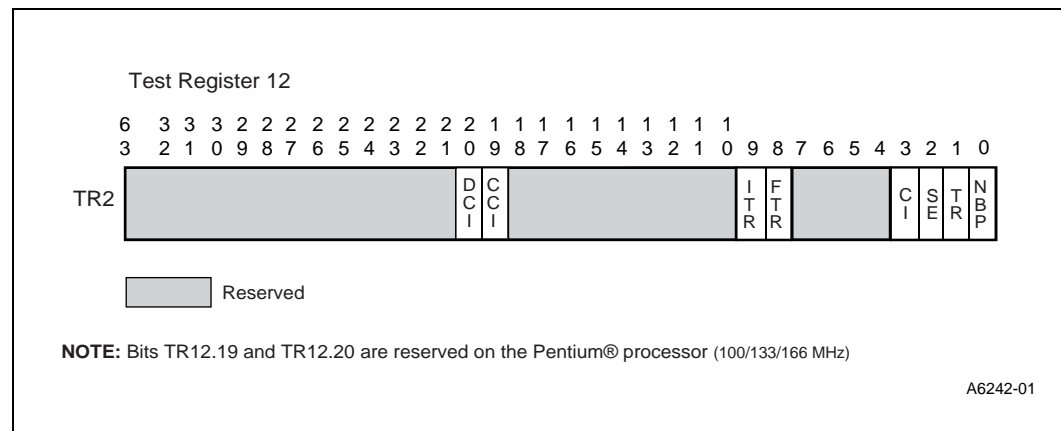 Test Register 12
6 3 3 3 2 2 2 2 2 2 2 2 2 2 1 1 1 1 1 1 1 1 1 1
3 2 1 0 9 8 7 6 5 4 3 2 1 0 9 8 7 6 5 4 3 2 1 0 9 8 7 6 5 4 3 2 1 0
TR2 DCI CCI ITR FTR CI SE TR NBP
Reserved
NOTE: Bits TR12.19 and TR12.20 are reserved on the Pentium® processor (100/133/166 MHz)
A6242-01